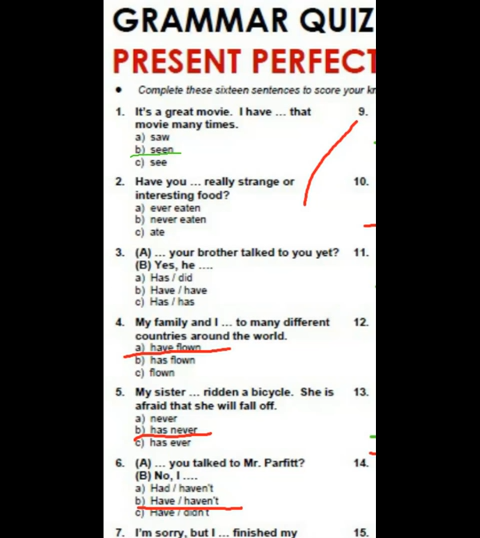 GRAMMAR QUIZ
PRESENT PERFECT
Complete these sixteen sentences to score your
1. It's a great movie. I have ... that
movie many times.
a) saw
b) seen
c) see
2. Have you ... really strange or
interesting food?
a) ever eaten
b) never eaten
c) ate
3. (A) ... your brother talked to you yet?
(B) Yes, he ....
a) Has / did
b) Have / have
c) Has / has
4. My family and I ... to many different
countries around the world.
a) have flown
b) has flown
c) flown
5. My sister ... ridden a bicycle. She is
afraid that she will fall off.
a) never
b) has never
c) has ever
6. (A) ... you talked to Mr. Parfitt?
(B) No, I ....
a) Had / haven't
b) Have / haven't
c) Have / didn't
7. I'm sorry, but I ... finished my
9.
10.
11.
12.
13.
14.
15.